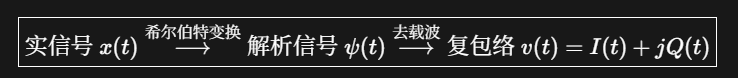 实信号 x(t) 希尔伯特变换 ⟶ 解析信号 ψ(t) 去载波 ⟶ 复包络 v(t) = I(t) + jQ(t)